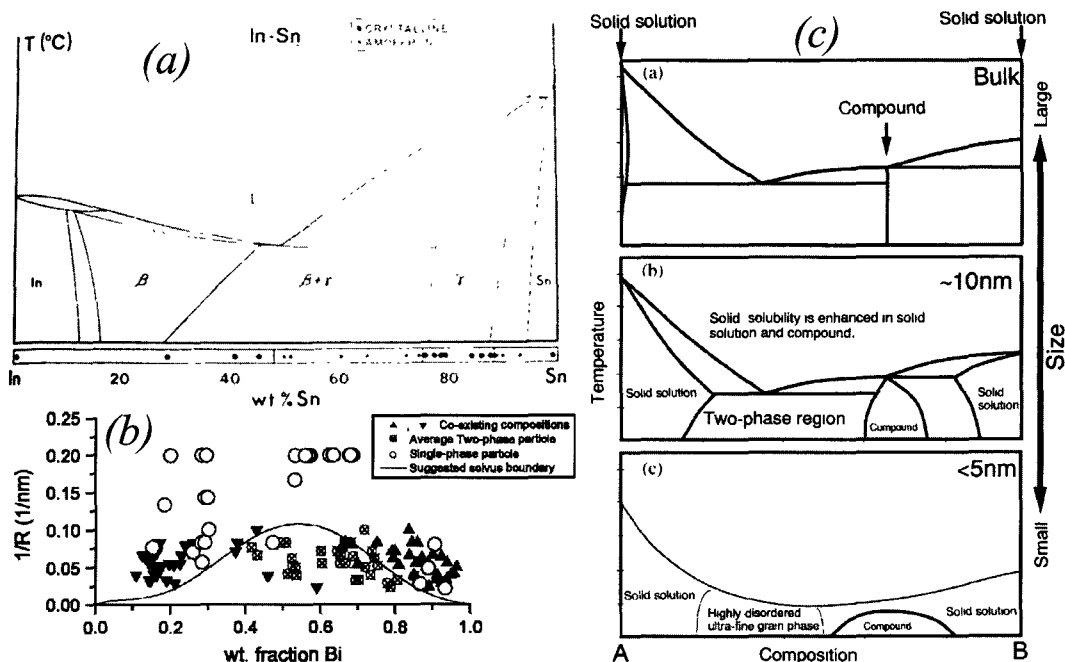 T (°C)
In-Sn
CRYSTALLINE
(a)
L
In
β
β+γ
γ
Sn
In
20
60
80
Sn
wt % Sn
(b)
0.25
0.20
0.15
0.10
0.05
0.00
1/R (1/nm)
▲ , ▼ Co-existing compositions
Average Two-phase particle
Single-phase particle
Suggested solvus boundary
0.0 0.2 0.4 0.6 0.8 1.0
wt. fraction Bi
Solid solution
(c)
Solid solution
(a)
Bulk
Compound
(b)
~10nm
Solid solubility is enhanced in solid
solution and compound.
Solid solution
Two-phase region
Compound
Solid
solution
(c)
<5nm
Solid solution
Highly disordered
ultra-fine grain phase
Compound
Solid solution
Temperature
A
Composition
B
Large
Size
Small